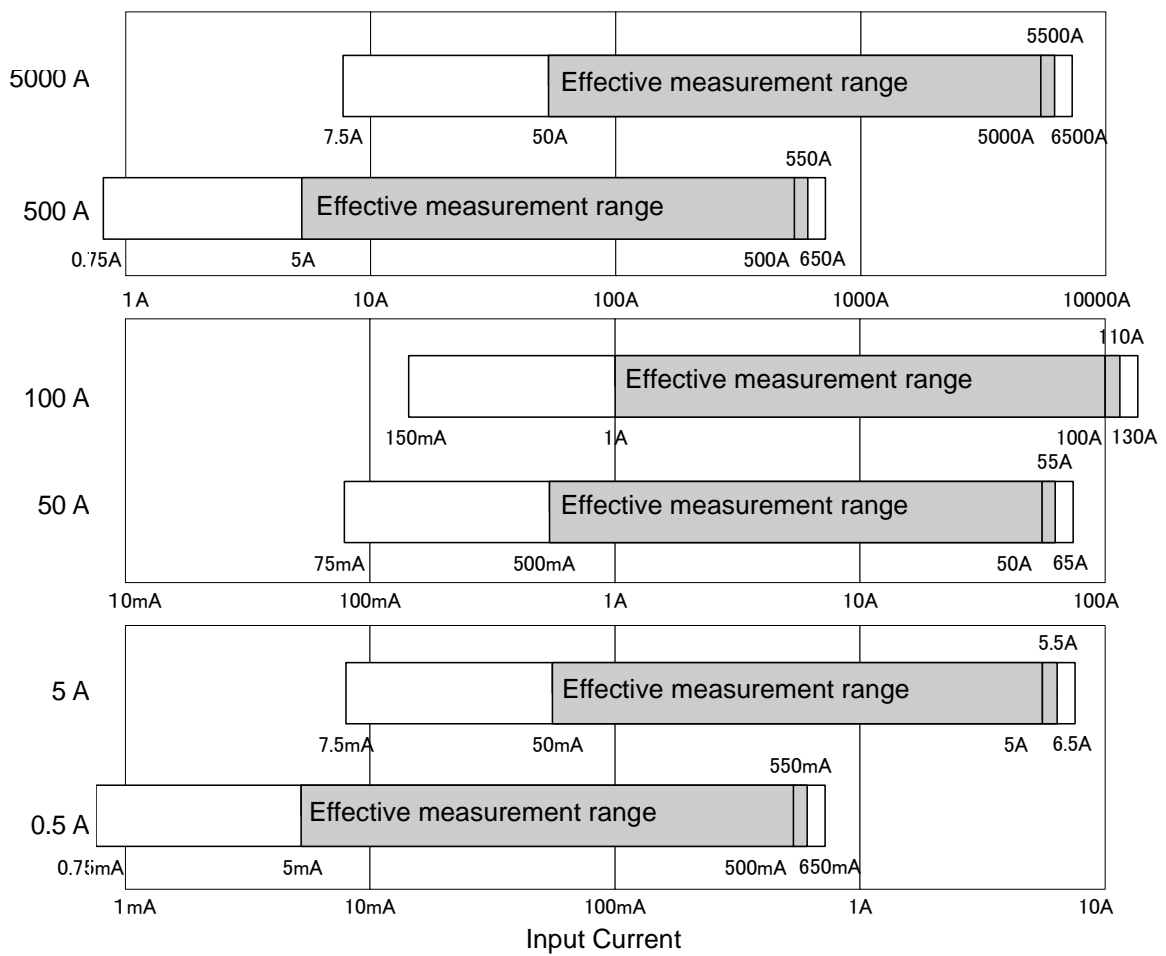 5500A
5000 A
Effective measurement range
7.5A 50A 5000A 6500A
550A
500 A
Effective measurement range
0.75A 5A 500A 650A
1A 10A 100A 1000A 10000A
110A
100 A
Effective measurement range
150mA 1A 100A 130A
55A
50 A
Effective measurement range
75mA 500mA 50A 65A
10mA 100mA 1A 10A 100A
5.5A
5 A
Effective measurement range
7.5mA 50mA 5A 6.5A
550mA
0.5 A
Effective measurement range
0.75mA 5mA 500mA 650mA
1mA 10mA 100mA 1A 10A
Input Current